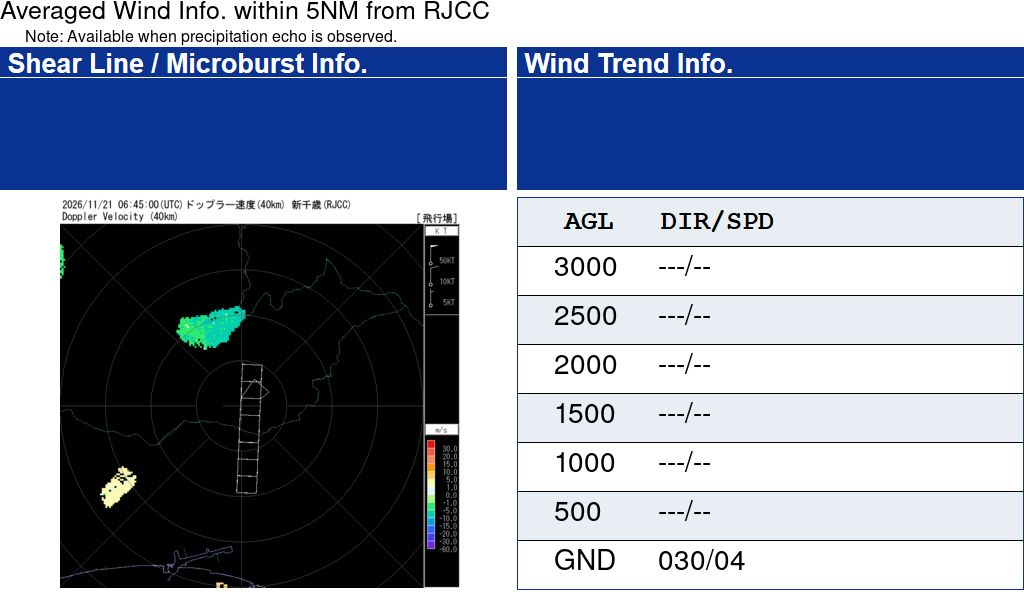 Averaged Wind Info. within 5NM from RJCC
Note: Available when precipitation echo is observed.
Shear Line / Microburst Info.
Wind Trend Info.
2026/11/21 06:45:00(UTC) ドップラー速度(40km) 新千歳(RJCC)
Doppler Velocity (40km)
[飛行場]
KT
50KT
10KT
5KT
m/s
30.0
20.0
15.0
10.0
5.0
1.0
0.0
-1.0
-5.0
-10.0
-15.0
-20.0
-30.0
-60.0
AGL DIR/SPD
3000 ---/--
2500 ---/--
2000 ---/--
1500 ---/--
1000 ---/--
500 ---/--
GND 030/04